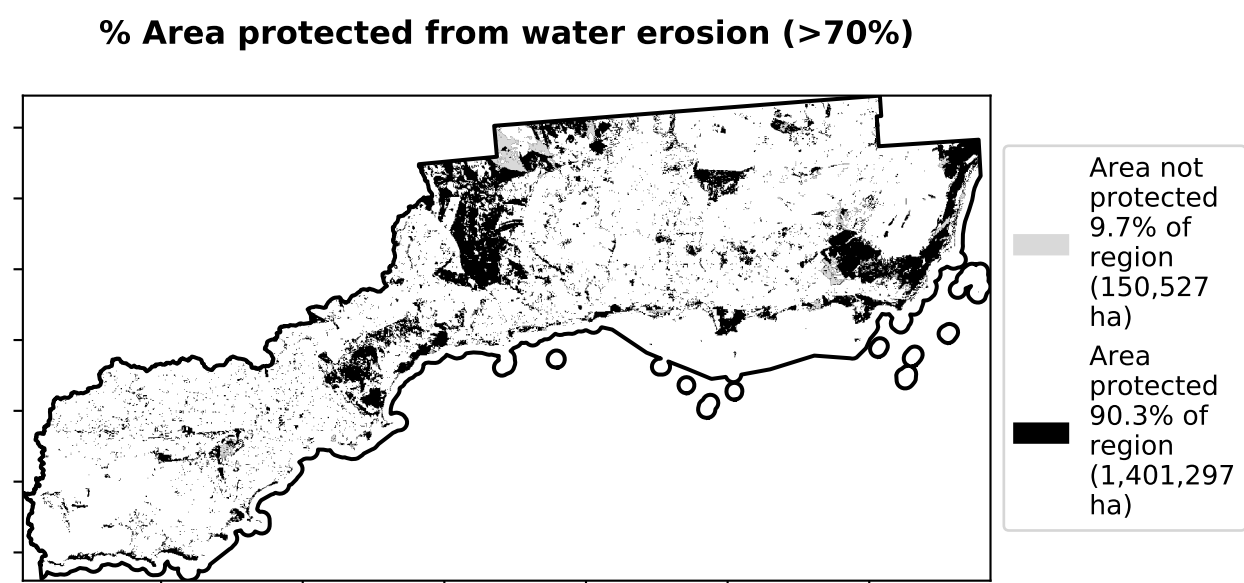 % Area protected from water erosion (>70%)
Area not
protected
9.7% of
region
(150,527
ha)
Area
protected
90.3% of
region
(1,401,297
ha)